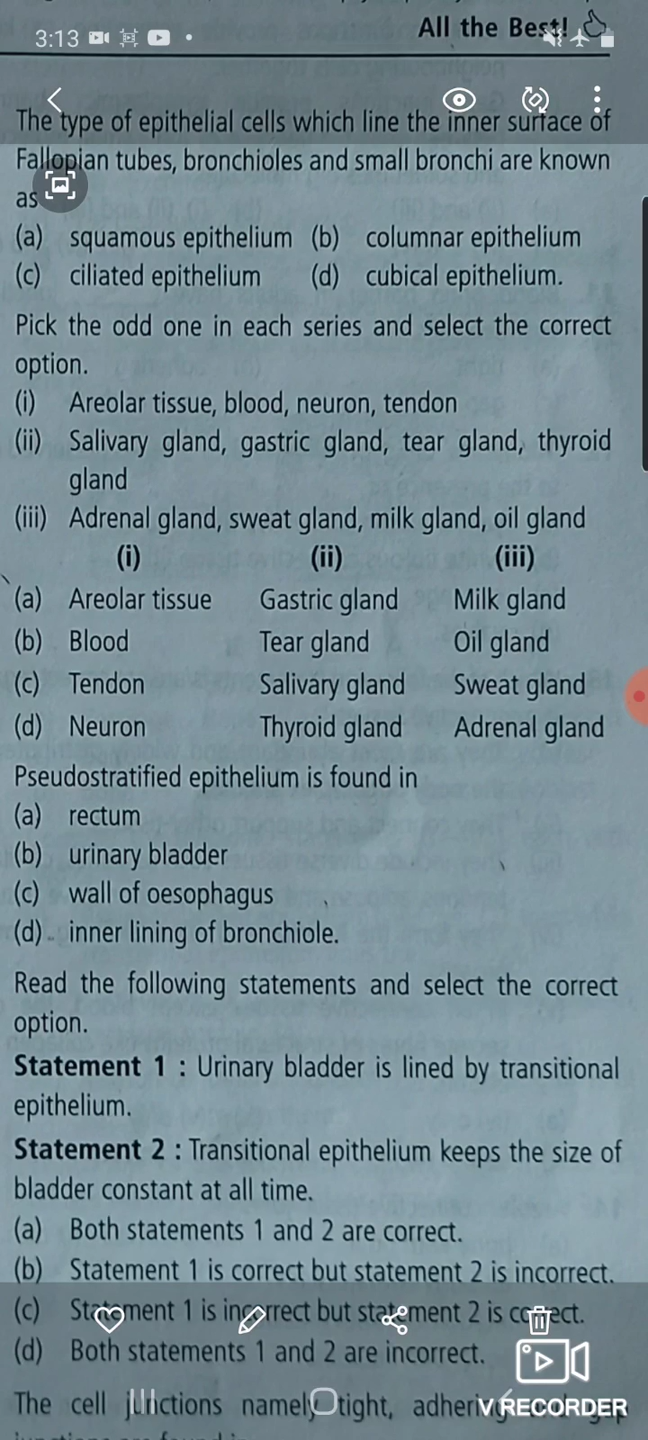 All the Best!
3:13
The type of epithelial cells which line the inner surface of
Fallopian tubes, bronchioles and small bronchi are known
as
(a) squamous epithelium (b) columnar epithelium
(c) ciliated epithelium (d) cubical epithelium.
Pick the odd one in each series and select the correct
option.
(i) Areolar tissue, blood, neuron, tendon
(ii) Salivary gland, gastric gland, tear gland, thyroid
gland
(iii) Adrenal gland, sweat gland, milk gland, oil gland
(i) (ii) (iii)
(a) Areolar tissue Gastric gland Milk gland
(b) Blood Tear gland Oil gland
(c) Tendon Salivary gland Sweat gland
(d) Neuron Thyroid gland Adrenal gland
Pseudostratified epithelium is found in
(a) rectum
(b) urinary bladder
(c) wall of oesophagus
(d) inner lining of bronchiole.
Read the following statements and select the correct
option.
Statement 1 : Urinary bladder is lined by transitional
epithelium.
Statement 2 : Transitional epithelium keeps the size of
bladder constant at all time.
(a) Both statements 1 and 2 are correct.
(b) Statement 1 is correct but statement 2 is incorrect.
(c) Statement 1 is incorrect but statement 2 is correct.
(d) Both statements 1 and 2 are incorrect.
The cell junctions namely tight, adhering and gap
V RECORDER